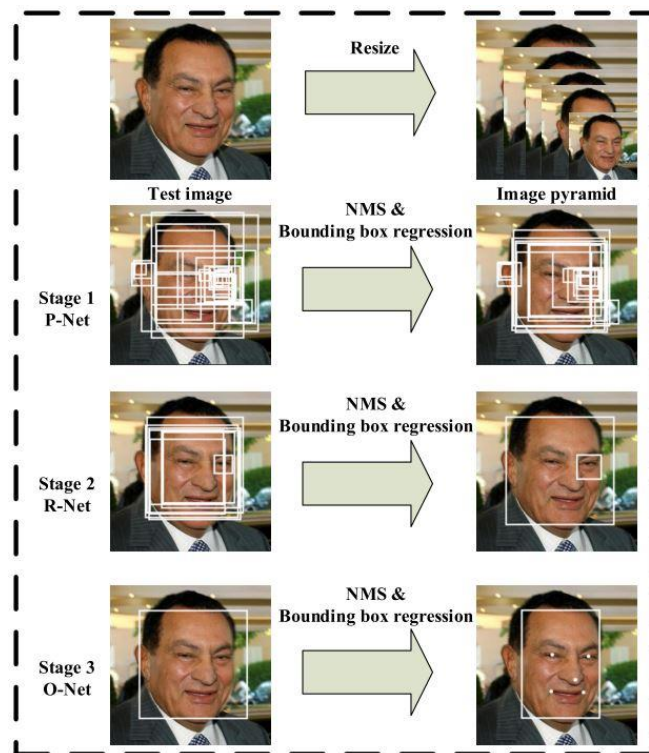 Resize
Test image
Image pyramid
NMS &
Bounding box regression
Stage 1
P-Net
NMS &
Bounding box regression
Stage 2
R-Net
NMS &
Bounding box regression
Stage 3
O-Net